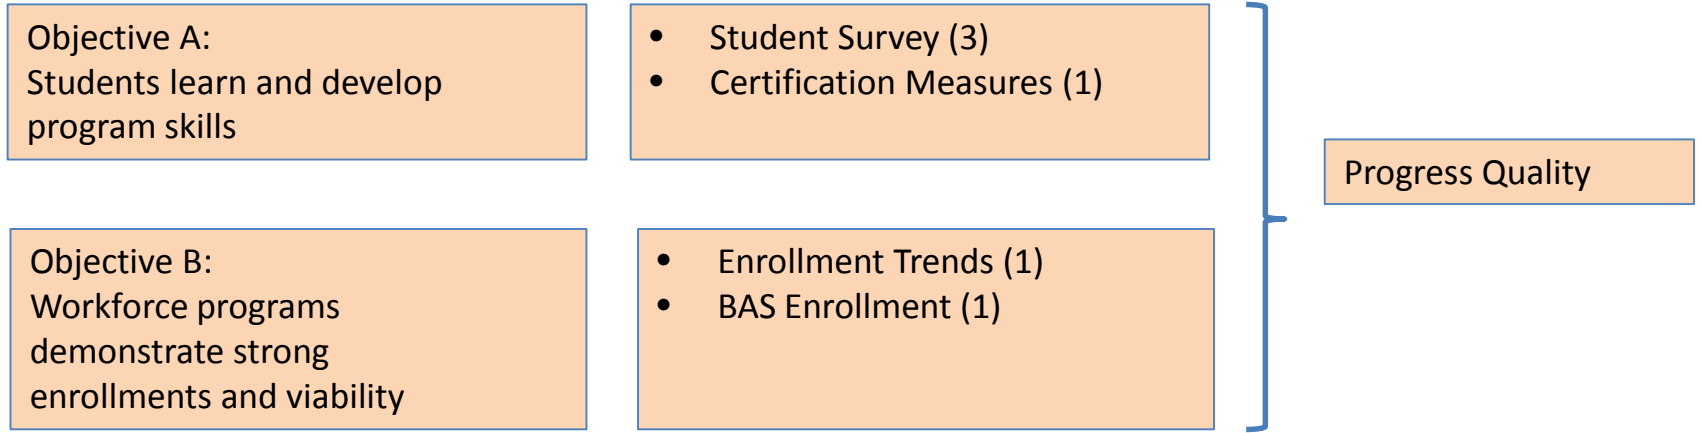 Objective A:
Students learn and develop
program skills
• Student Survey (3)
• Certification Measures (1)
Objective B:
Workforce programs
demonstrate strong
enrollments and viability
• Enrollment Trends (1)
• BAS Enrollment (1)
Progress Quality